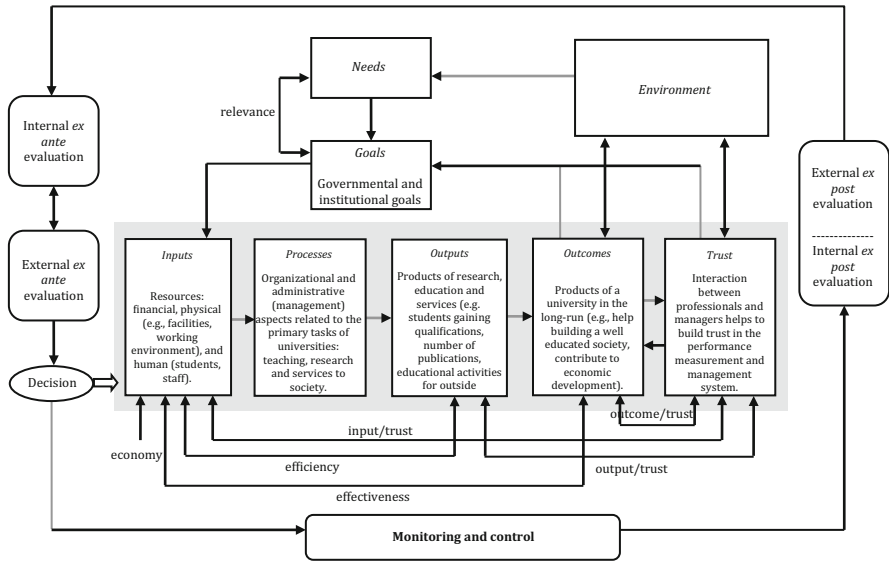 Needs
Environment
relevance
Internal ex
ante
evaluation
Goals
Governmental and
institutional goals
External ex
post
evaluation
--------------
Internal ex
post
evaluation
External ex
ante
evaluation
Inputs
Resources:
financial, physical
(e.g., facilities,
working
environment), and
human (students,
staff).
Processes
Organizational and
administrative
(management)
aspects related to the
primary tasks of
universities:
teaching, research
and services to
society.
Outputs
Products of research,
education and
services (e.g.
students gaining
qualifications,
number of
publications,
educational activities
for outside
Outcomes
Products of a
university in the
long-run (e.g., help
building a well
educated society,
contribute to
economic
development).
Trust
Interaction
between
professionals and
managers helps to
build trust in the
performance
measurement and
management
system.
Decision
outcome/trust
input/trust
economy
efficiency
output/trust
effectiveness
Monitoring and control